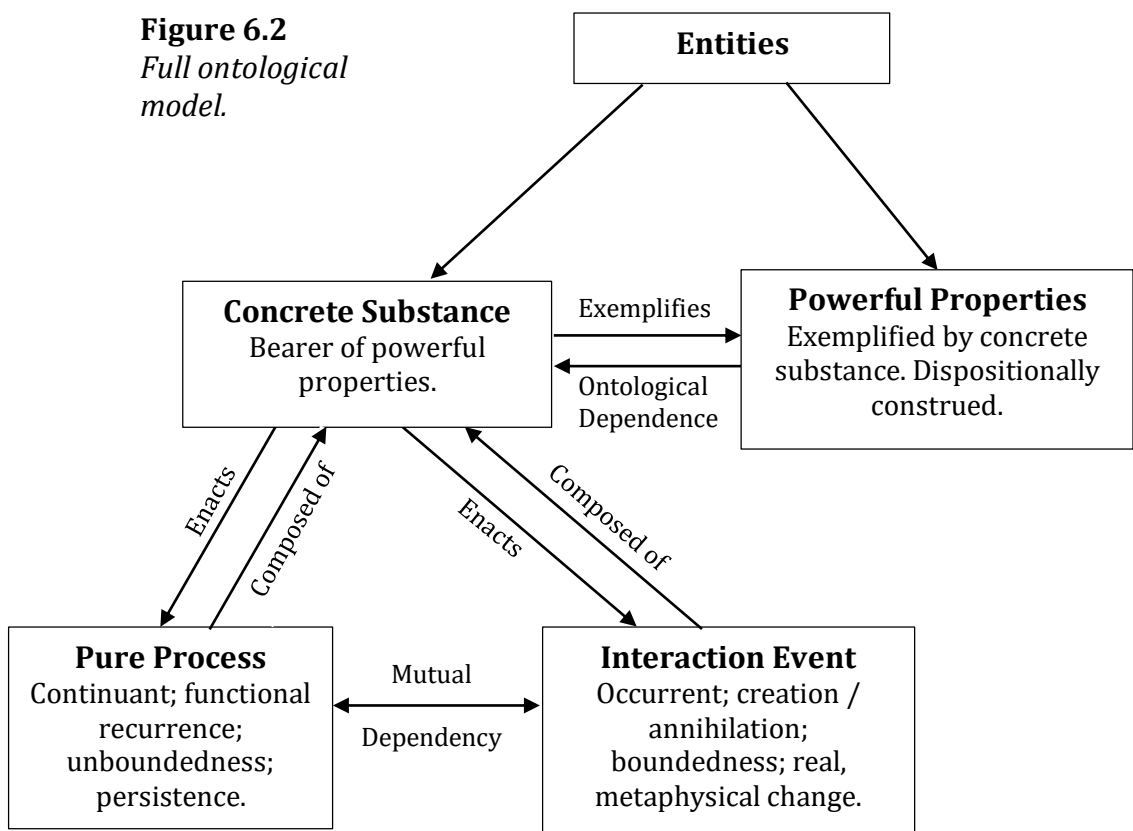 Figure 6.2
Full ontological
model.
Entities
Concrete Substance
Bearer of powerful
properties.
Exemplifies
Ontological
Dependence
Powerful Properties
Exemplified by concrete
substance. Dispositionally
construed.
Enacts
Composed of
Enacts
Composed of
Pure Process
Continuant; functional
recurrence;
unboundedness;
persistence.
Mutual
Dependency
Interaction Event
Occurrent; creation /
annihilation;
boundedness; real,
metaphysical change.